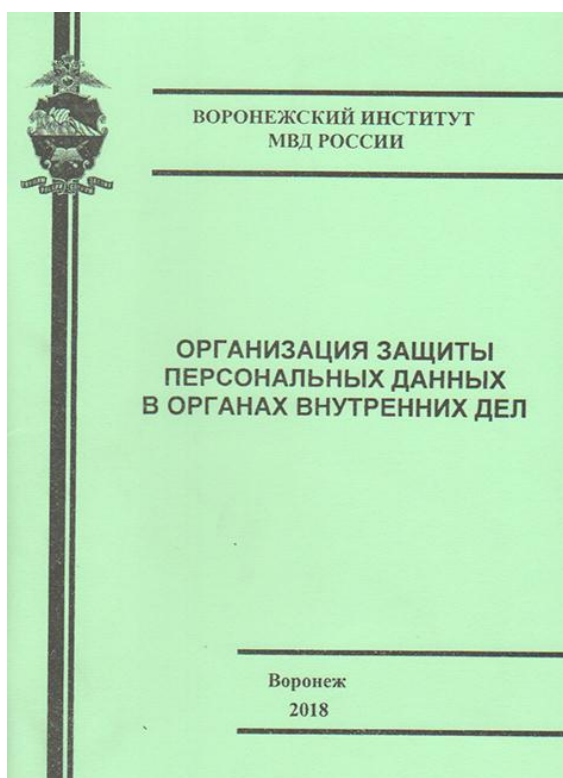 ВОРОНЕЖСКИЙ ИНСТИТУТ
МВД РОССИИ
ОРГАНИЗАЦИЯ ЗАЩИТЫ
ПЕРСОНАЛЬНЫХ ДАННЫХ
В ОРГАНАХ ВНУТРЕННИХ ДЕЛ
Воронеж
2018